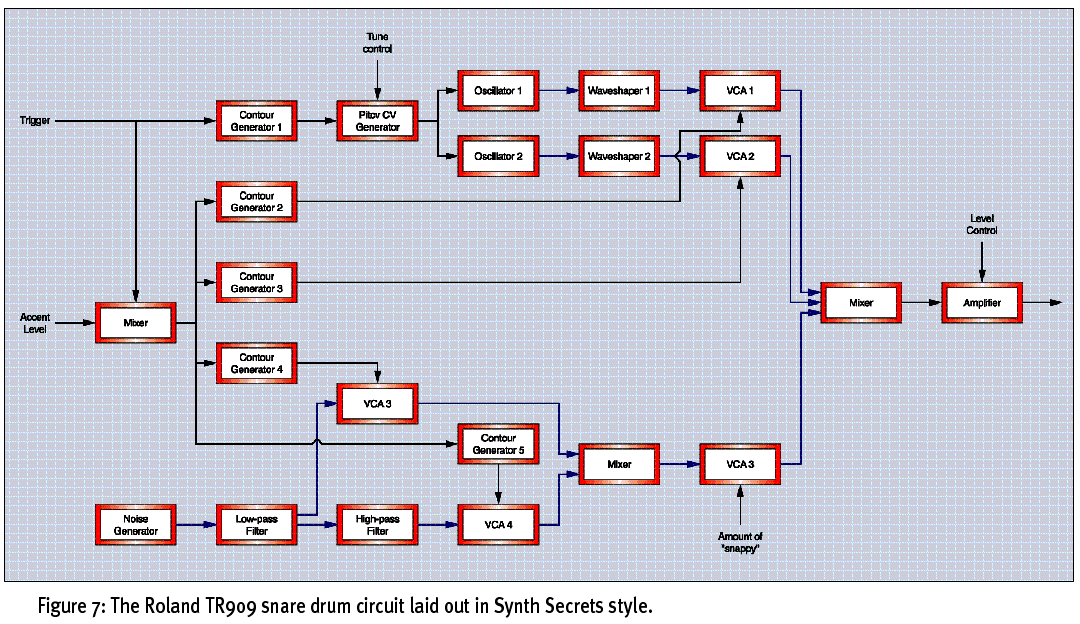 Tune
control
Oscillator 1
Waveshaper 1
VCA 1
Trigger
Contour
Generator 1
Pitcv CV
Generator
Oscillator 2
Waveshaper 2
VCA 2
Contour
Generator 2
Level
Control
Contour
Generator 3
Accent
Level
Mixer
Mixer
Amplifier
Contour
Generator 4
VCA 3
Contour
Generator 5
Mixer
VCA 3
Noise
Generator
Low-pass
Filter
High-pass
Filter
VCA 4
Amount of
"snappy"
Figure 7: The Roland TR909 snare drum circuit laid out in Synth Secrets style.